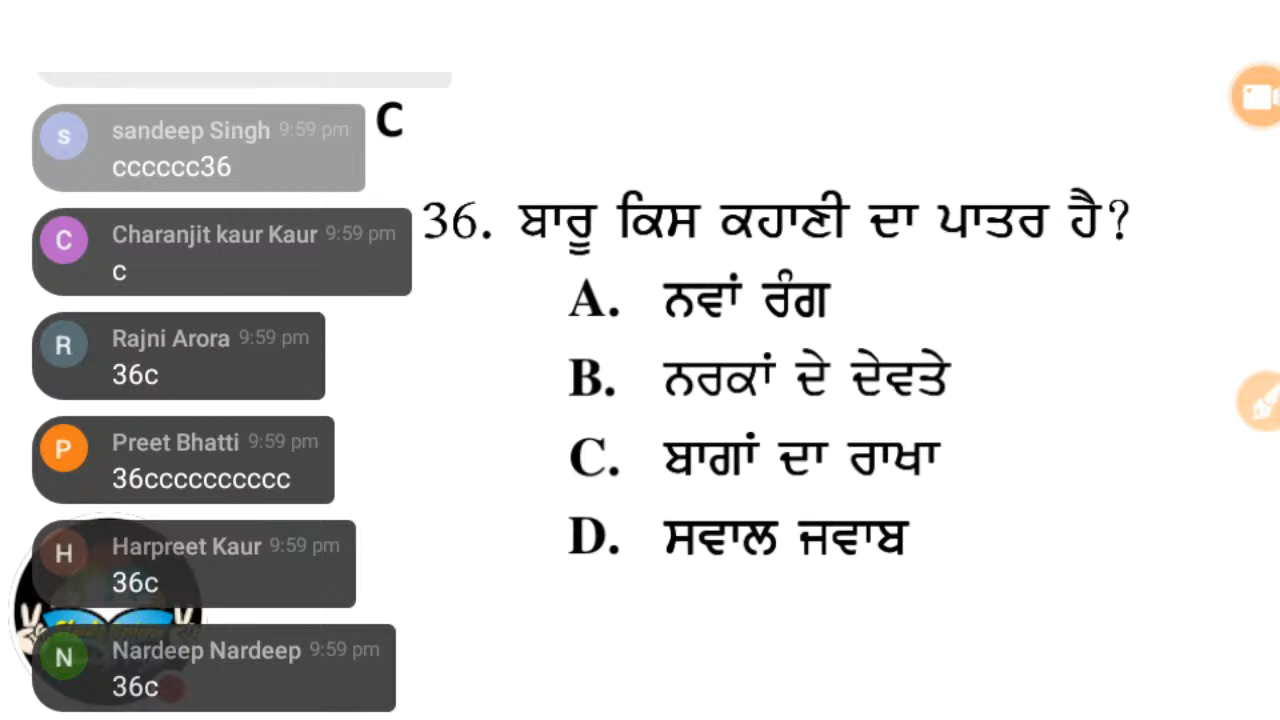 C
sandeep Singh 9:59 pm
cccccc36
C
Charanjit kaur Kaur 9:59 pm
c
R
Rajni Arora 9:59 pm
36c
P
Preet Bhatti 9:59 pm
36cccccccccc
H
Harpreet Kaur 9:59 pm
36c
N
Nardeep Nardeep 9:59 pm
36c
s
36. ਬਾਰੂ ਕਿਸ ਕਹਾਣੀ ਦਾ ਪਾਤਰ ਹੈ?
A. ਨਵਾਂ ਰੰਗ
B. ਨਰਕਾਂ ਦੇ ਦੇਵਤੇ
C. ਬਾਗਾਂ ਦਾ ਰਾਖਾ
D. ਸਵਾਲ ਜਵਾਬ